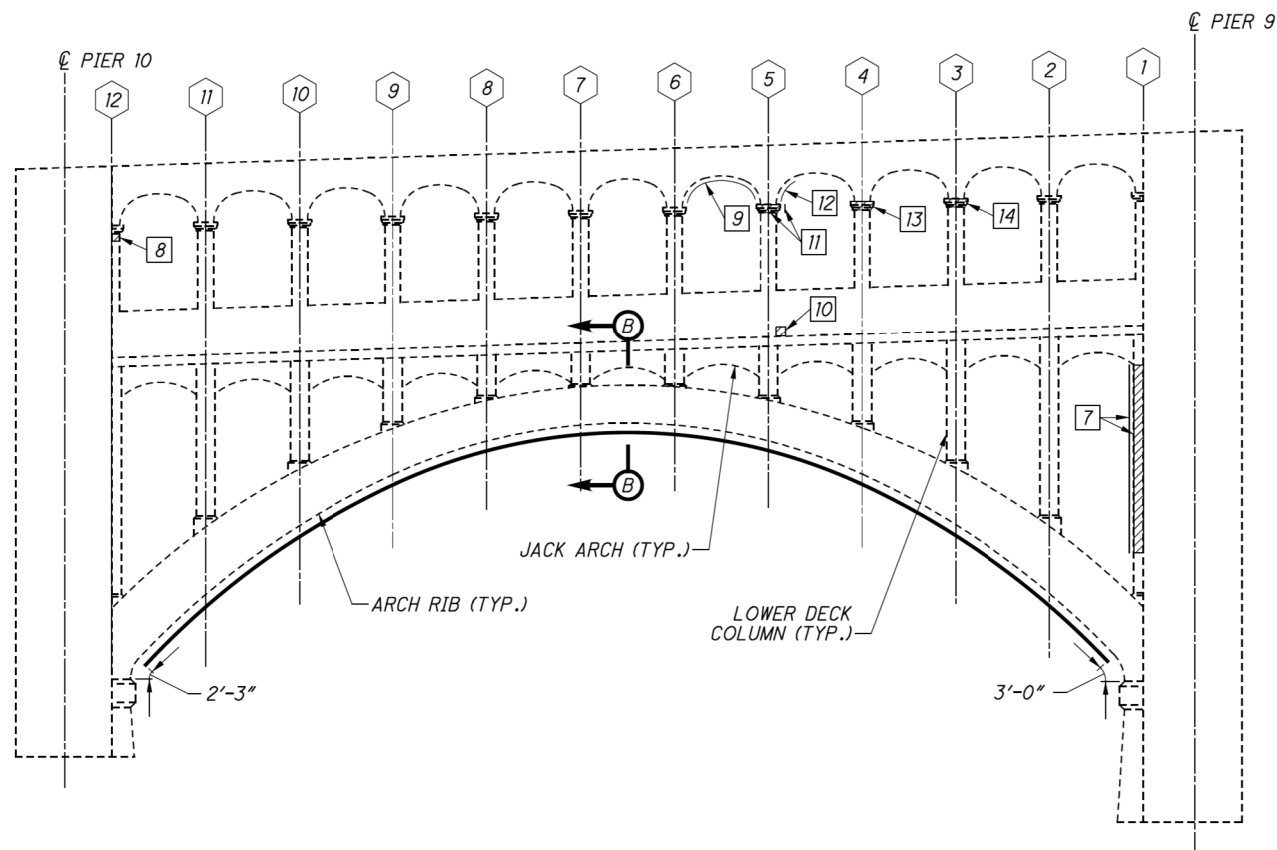 ℄ PIER 10
℄ PIER 9
12
11
10
9
8
7
6
5
4
3
2
1
8
9
12
11
13
14
10
B
7
B
JACK ARCH (TYP.)
ARCH RIB (TYP.)
LOWER DECK
COLUMN (TYP.)
2'-3"
3'-0"